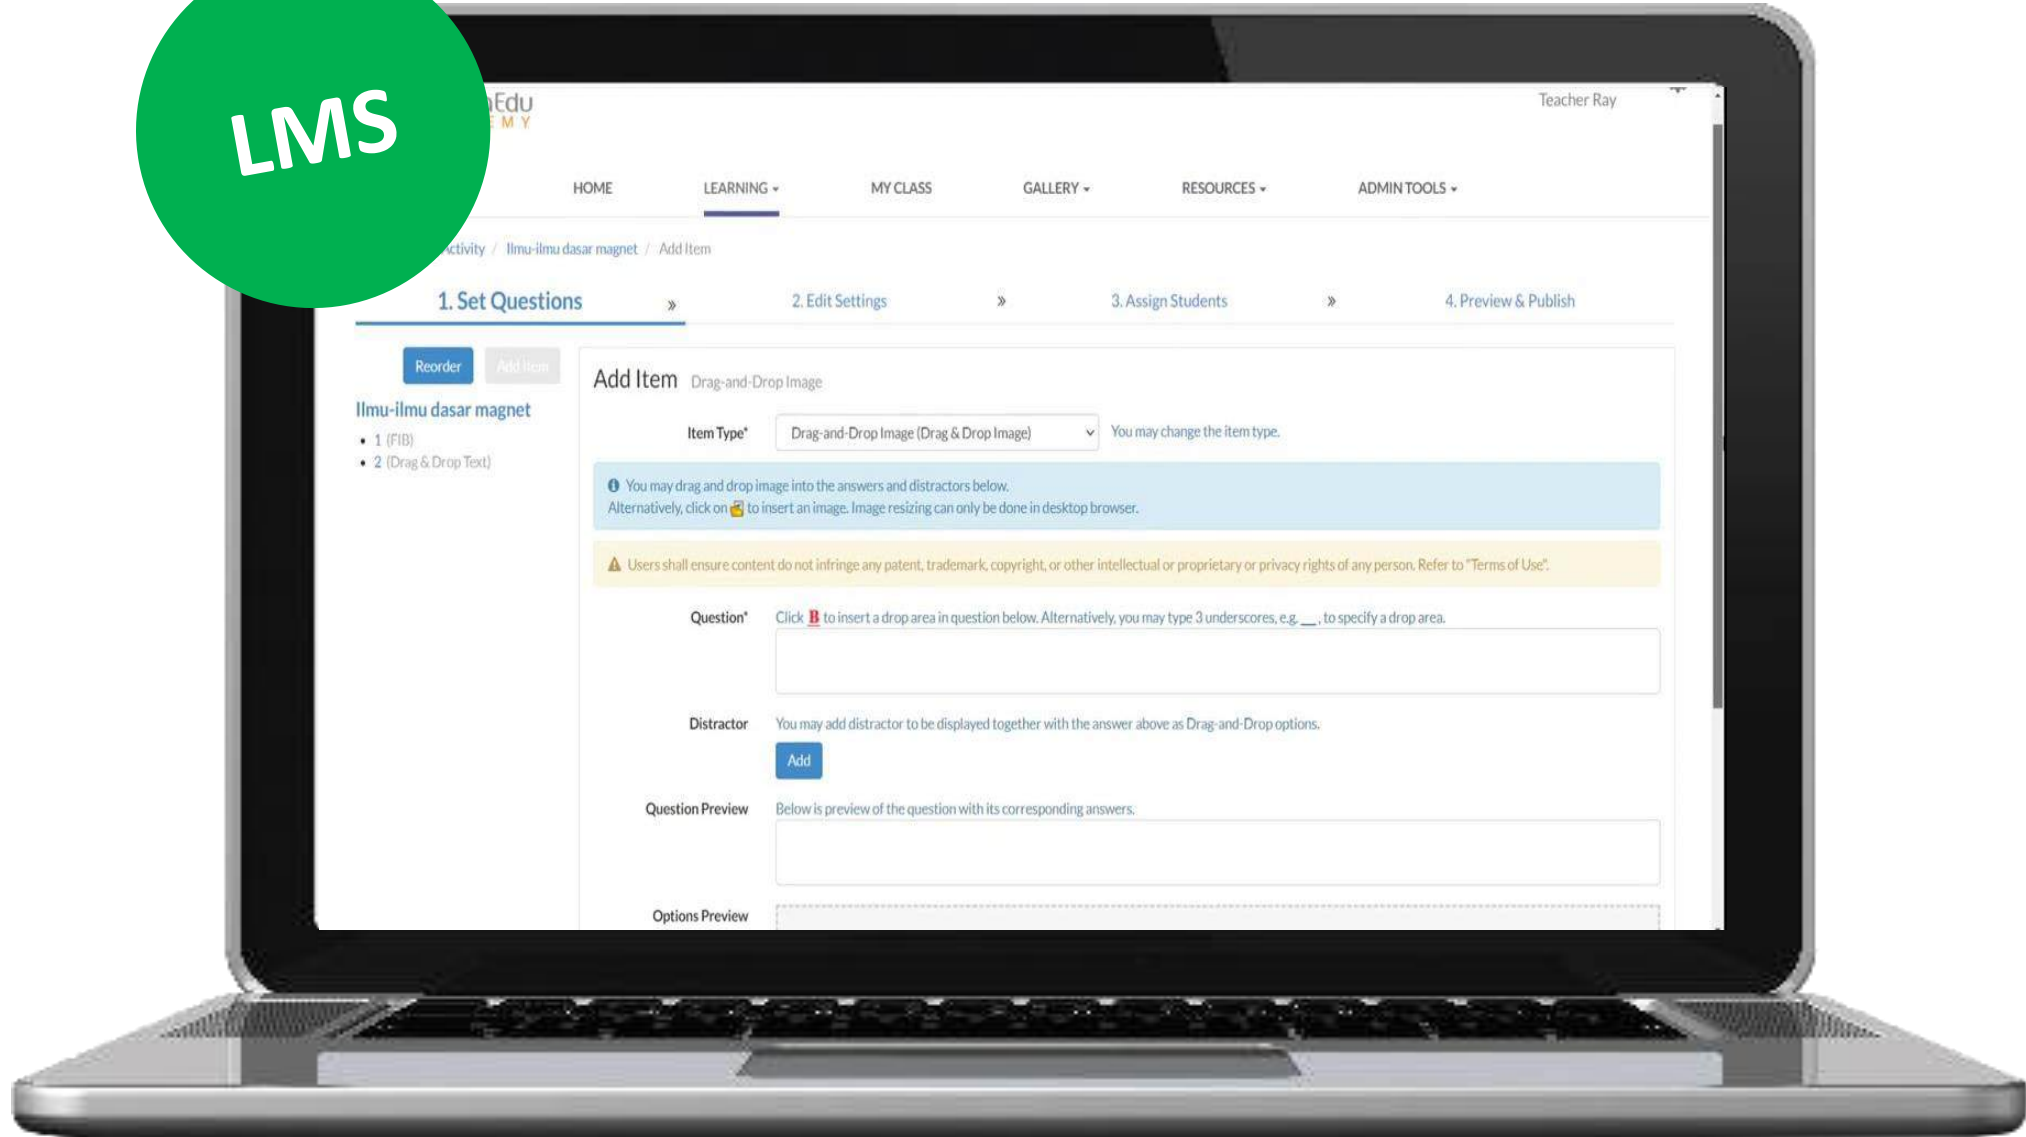 LMS
Edu
EMY
Teacher Ray
HOME LEARNING MY CLASS GALLERY RESOURCES ADMIN TOOLS
Activity / Ilmu-ilmu dasar magnet / Add Item
1. Set Questions » 2. Edit Settings » 3. Assign Students » 4. Preview & Publish
Reorder Add Item
Ilmu-ilmu dasar magnet
• 1 (FIB)
• 2 (Drag & Drop Text)
Add Item Drag-and-Drop Image
Item Type* Drag-and-Drop Image (Drag & Drop Image) You may change the item type.
You may drag and drop image into the answers and distractors below.
Alternatively, click on to insert an image. Image resizing can only be done in desktop browser.
Users shall ensure content do not infringe any patent, trademark, copyright, or other intellectual or proprietary or privacy rights of any person. Refer to "Terms of Use".
Question* Click B to insert a drop area in question below. Alternatively, you may type 3 underscores, e.g. ___ , to specify a drop area.
Distractor You may add distractor to be displayed together with the answer above as Drag-and-Drop options.
Add
Question Preview Below is preview of the question with its corresponding answers.
Options Preview